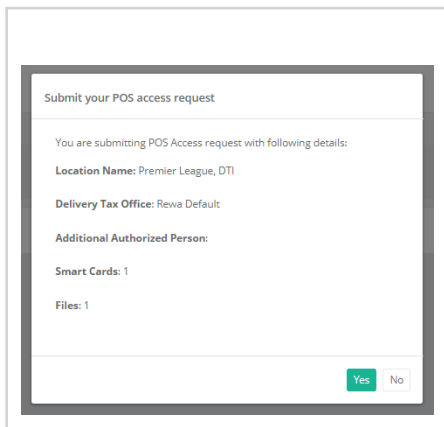 Submit your POS access request
You are submitting POS Access request with following details:
Location Name: Premier League, DTI
Delivery Tax Office: Rewa Default
Additional Authorized Person:
Smart Cards: 1
Files: 1
Yes No